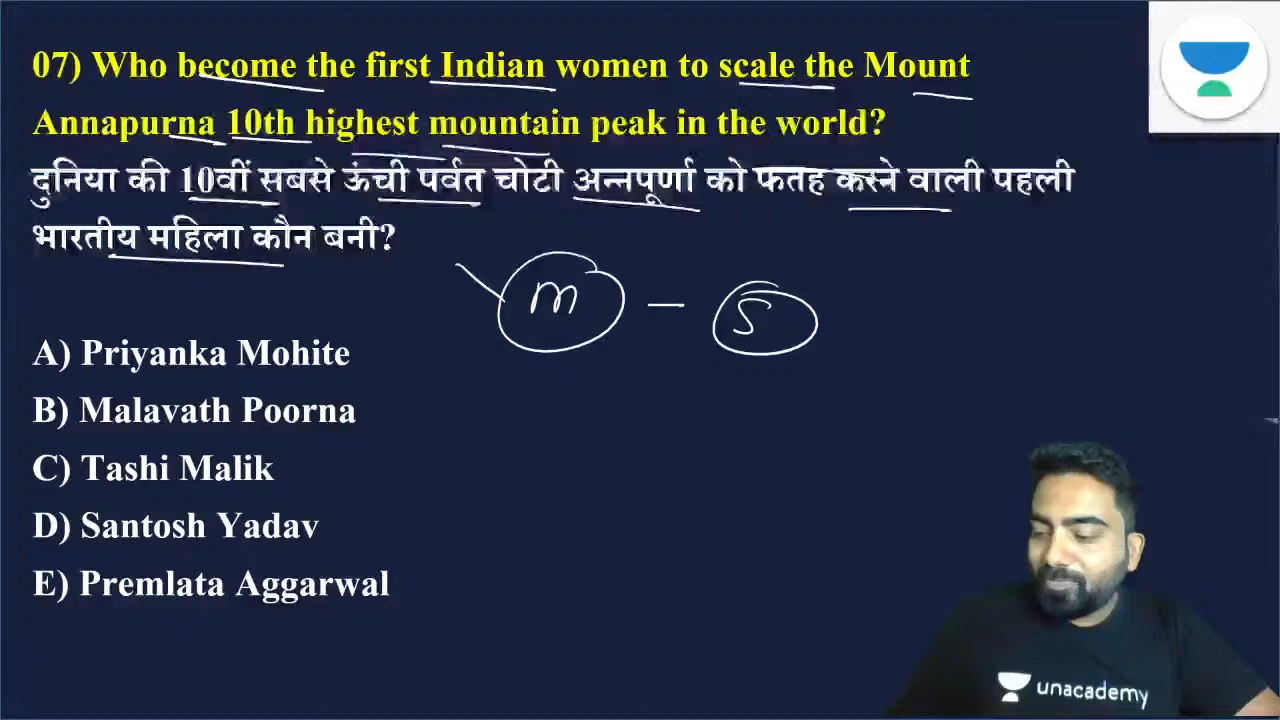 07) Who become the first Indian women to scale the Mount
Annapurna 10th highest mountain peak in the world?
दुनिया की 10वीं सबसे ऊंची पर्वत चोटी अन्नपूर्णा को फतह करने वाली पहली
भारतीय महिला कौन बनी?
m - 5
A) Priyanka Mohite
B) Malavath Poorna
C) Tashi Malik
D) Santosh Yadav
E) Premlata Aggarwal
unacademy